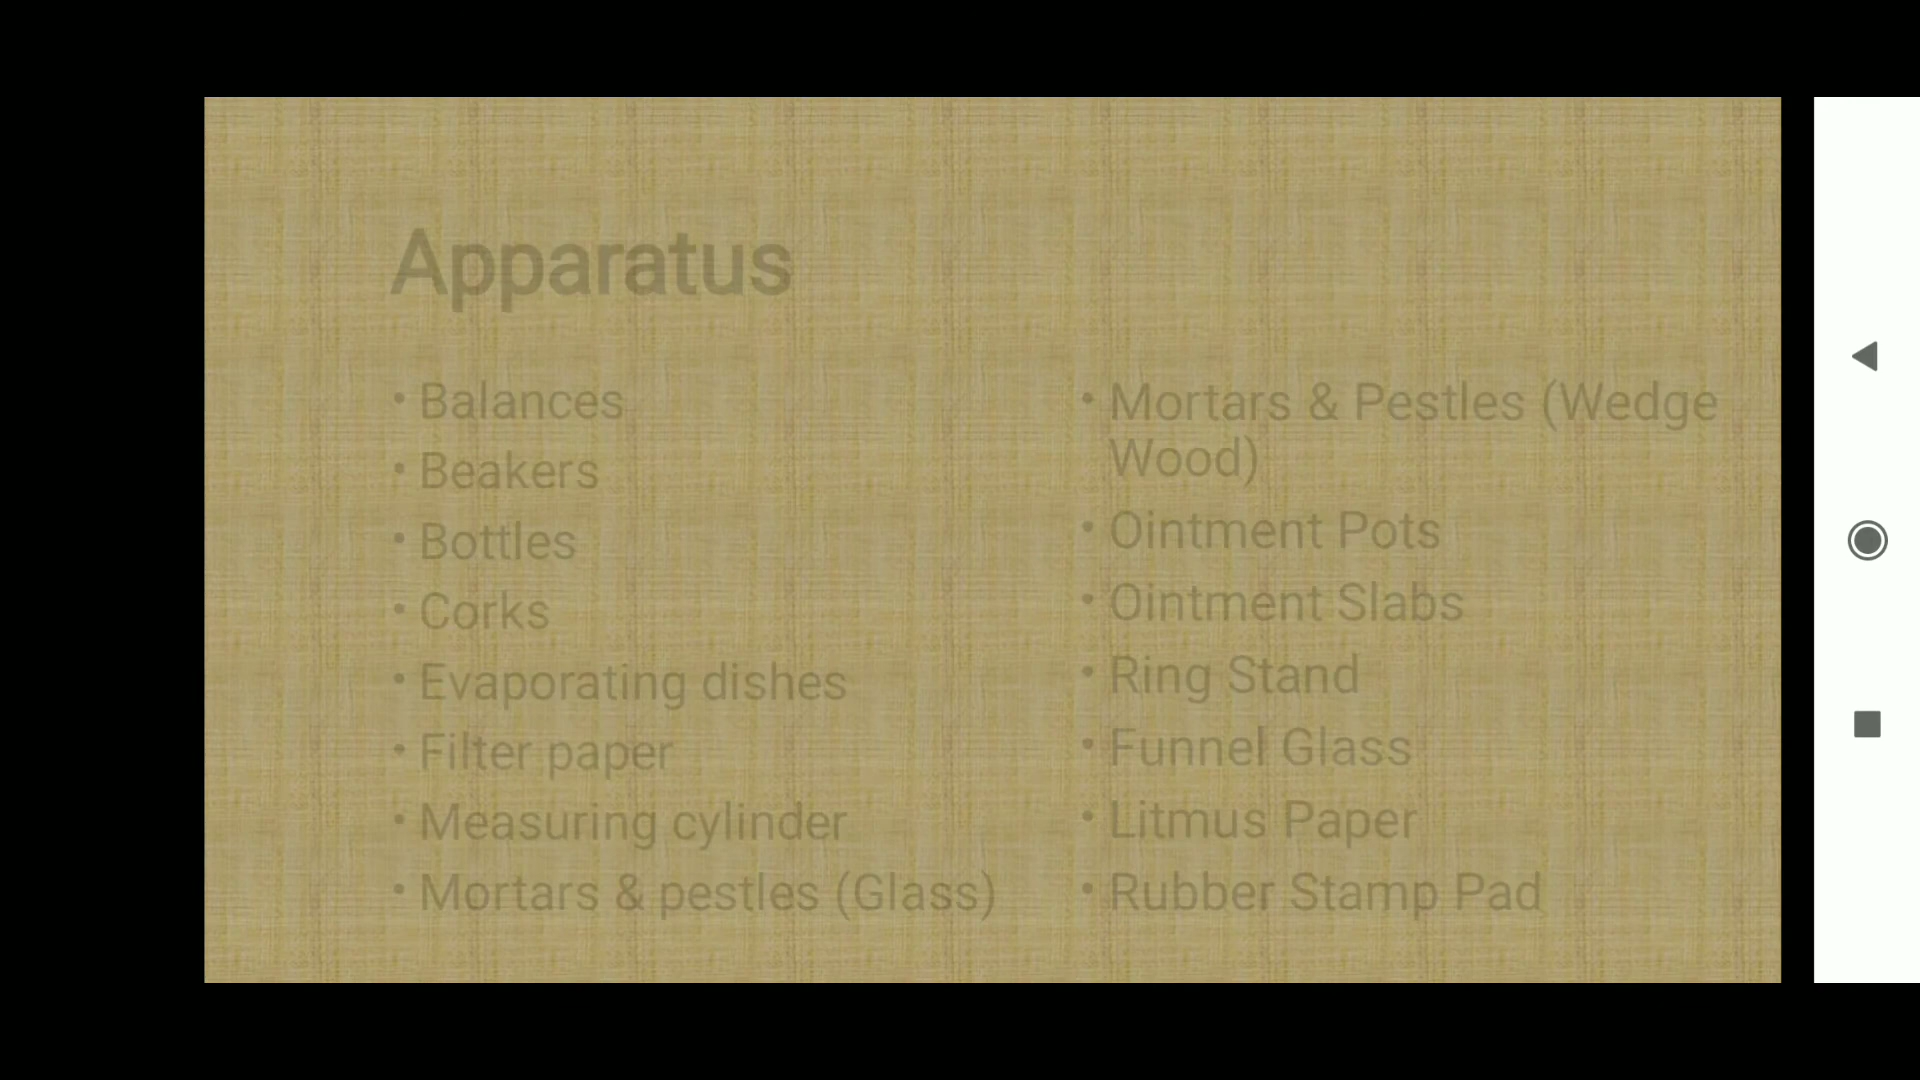 Apparatus
• Balances
• Beakers
• Bottles
• Corks
• Evaporating dishes
• Filter paper
• Measuring cylinder
• Mortars & pestles (Glass)
• Mortars & Pestles (Wedge
Wood)
• Ointment Pots
• Ointment Slabs
• Ring Stand
• Funnel Glass
• Litmus Paper
• Rubber Stamp Pad